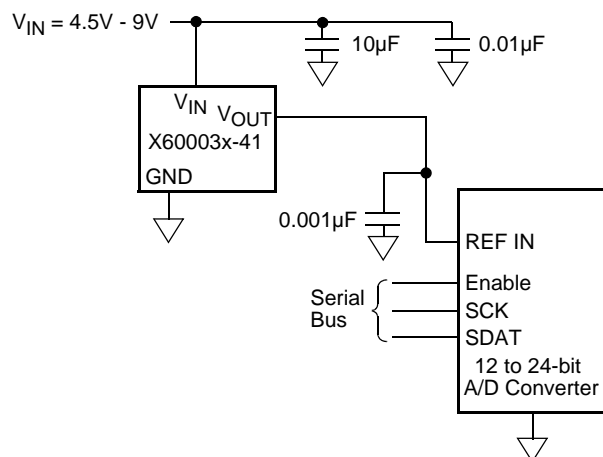 V_IN = 4.5V - 9V
10µF
0.01µF
V_IN
V_OUT
X60003x-41
GND
0.001µF
REF IN
Serial
Bus
Enable
SCK
SDAT
12 to 24-bit
A/D Converter